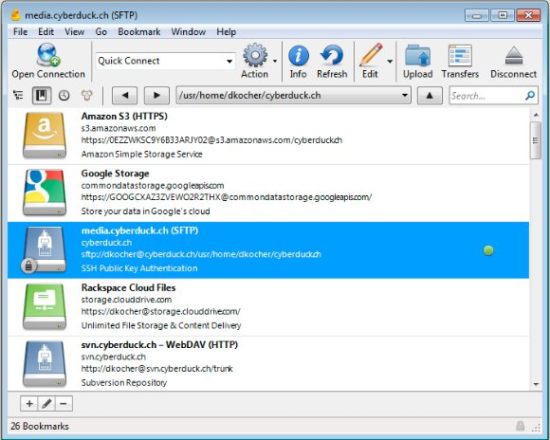 media.cyberduck.ch (SFTP)
File Edit View Go Bookmark Window Help
Quick Connect
Open Connection Action Info Refresh Edit Upload Transfers Disconnect
/usr/home/dkocher/cyberduck.ch Search...
Amazon S3 (HTTPS)
s3.amazonaws.com
https://0EZZWKSC9Y6B33ARJY02@s3.amazonaws.com/cyberduck.ch
Amazon Simple Storage Service
Google Storage
commondatastorage.googleapis.com
https://GOOGCXAZ3ZVEWO2R2THX@commondatastorage.googleapis.com/
Store your data in Google's cloud
media.cyberduck.ch (SFTP)
cyberduck.ch
sftp://dkocher@cyberduck.ch/usr/home/dkocher/cyberduck.ch
SSH Public Key Authentication
Rackspace Cloud Files
storage.clouddrive.com
https://dkocher@storage.clouddrive.com/
Unlimited File Storage & Content Delivery
svn.cyberduck.ch – WebDAV (HTTP)
svn.cyberduck.ch
http://dkocher@svn.cyberduck.ch/trunk
Subversion Repository
26 Bookmarks